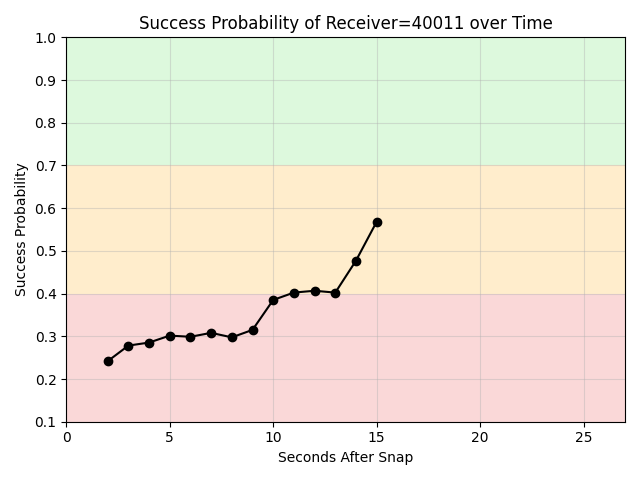 Success Probability of Receiver=40011 over Time
1.0
0.9
0.8
0.7
0.6
0.5
0.4
0.3
0.2
0.1
Success Probability
0 5 10 15 20 25
Seconds After Snap